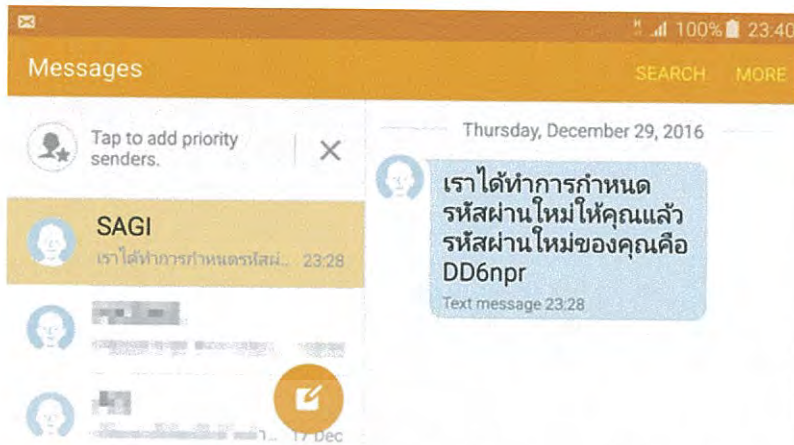 100% 23:40
Messages
SEARCH MORE
Tap to add priority
senders.
SAGI
เราได้ทำการกำหนดรหัสผ่... 23:28
17 Dec
Thursday, December 29, 2016
เราได้ทำการกำหนด
รหัสผ่านใหม่ให้คุณแล้ว
รหัสผ่านใหม่ของคุณคือ
DD6npr
Text message 23:28